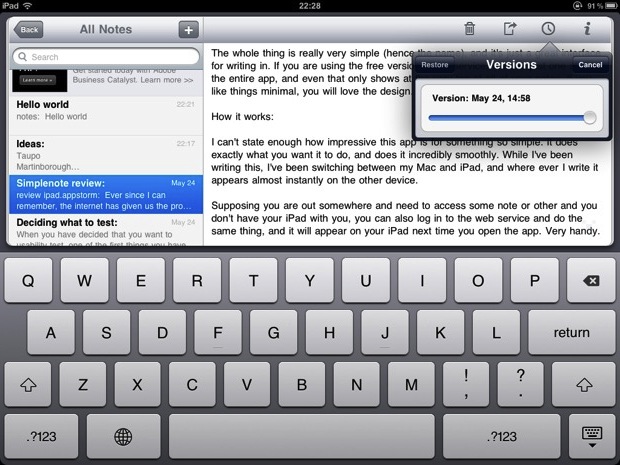 iPad
22:28
91 %
Back
All Notes
Search
Get started today with Adobe
Learn more ▸
Business Catalyst. Learn more >>
Hello world 22:21
notes: Hello world
Ideas: 22:17
Taupo
Martinborough…
Simplenote review: May 24
review ipad.appstorm: Ever since I can
remember, the internet has given us the pro…
Deciding what to test: May 24
When you have decided that you want to
usability test, one of the first things you have
The whole thing is really very simple (hence the name), and it's just a
for writing in. If you are using the free versi
the entire app, and even that only shows at
like things minimal, you will love the design
How it works:
I can't state enough how impressive this app is for something so simple. It does
exactly what you want it to do, and does it incredibly smoothly. While I've been
writing this, I've been switching between my Mac and iPad, and where ever I write it
appears almost instantly on the other device.
Supposing you are out somewhere and need to access some note or other and you
don't have your iPad with you, you can also log in to the web service and do the
same thing, and it will appear on your iPad next time you open the app. Very handy.
Restore
Versions
Cancel
Version: May 24, 14:58
Q W E R T Y U I O P
A S D F G H J K L return
Z X C V B N M ! , ? .
.?123 .?123